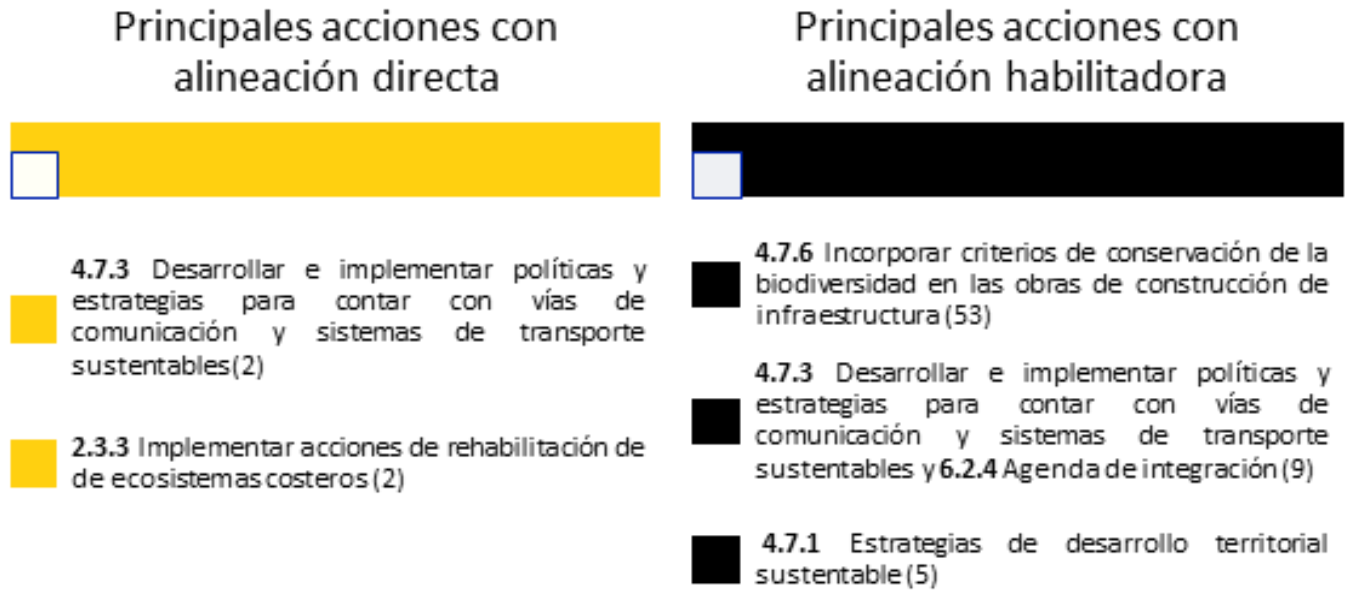 Principales acciones con
alineación directa
4.7.3 Desarrollar e implementar políticas y
estrategias para contar con vías de
comunicación y sistemas de transporte
sustentables(2)
2.3.3 Implementar acciones de rehabilitación de
de ecosistemas costeros (2)
Principales acciones con
alineación habilitadora
4.7.6 Incorporar criterios de conservación de la
biodiversidad en las obras de construcción de
infraestructura (53)
4.7.3 Desarrollar e implementar políticas y
estrategias para contar con vías de
comunicación y sistemas de transporte
sustentables y 6.2.4 Agenda de integración (9)
4.7.1 Estrategias de desarrollo territorial
sustentable (5)